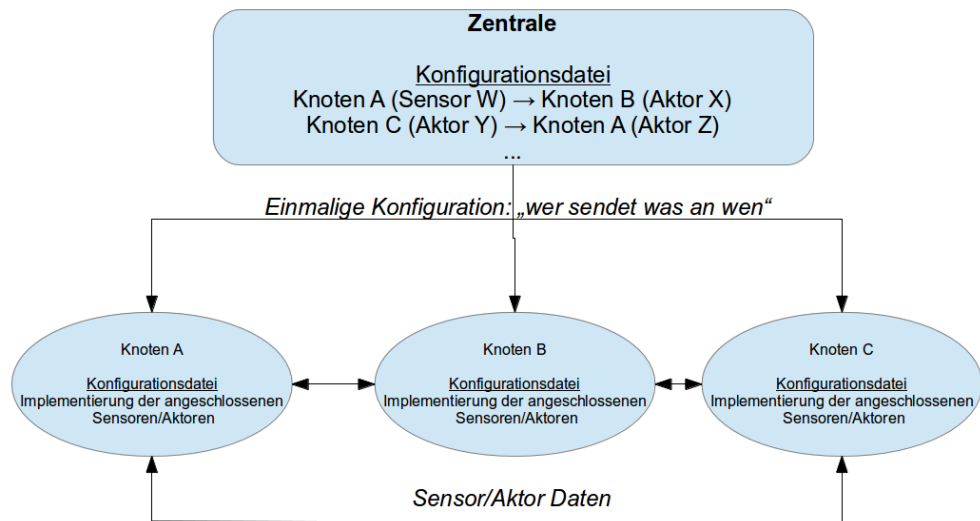 Zentrale
Konfigurationsdatei
Knoten A (Sensor W) → Knoten B (Aktor X)
Knoten C (Aktor Y) → Knoten A (Aktor Z)
...
Einmalige Konfiguration: „wer sendet was an wen“
Knoten A
Konfigurationsdatei
Implementierung der angeschlossenen
Sensoren/Aktoren
Knoten B
Konfigurationsdatei
Implementierung der angeschlossenen
Sensoren/Aktoren
Knoten C
Konfigurationsdatei
Implementierung der angeschlossenen
Sensoren/Aktoren
Sensor/Aktor Daten